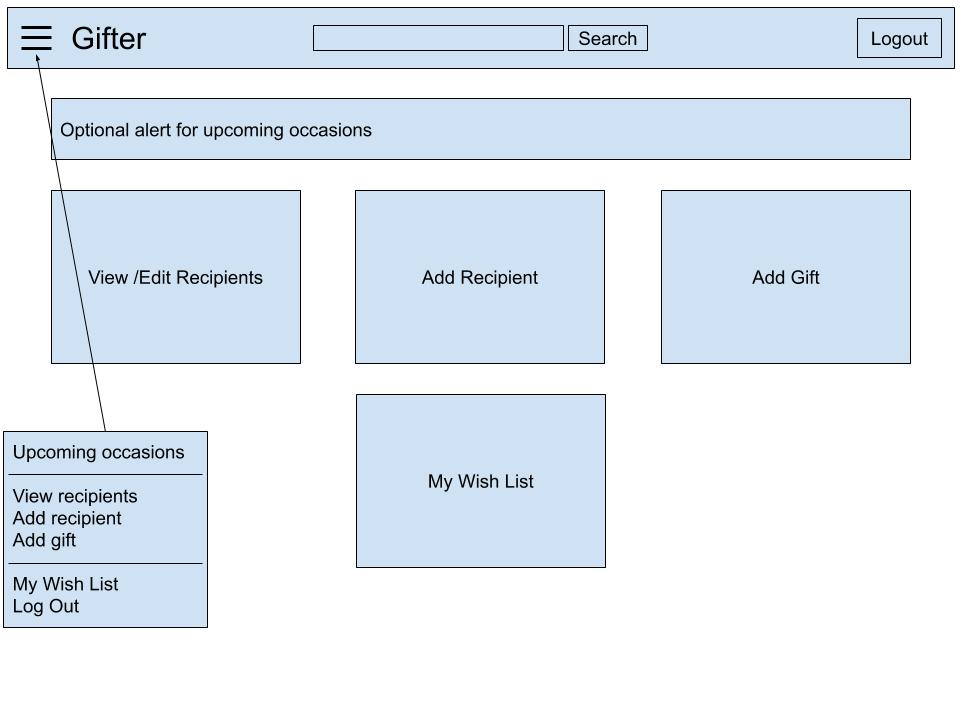 Gifter
Search
Logout
Optional alert for upcoming occasions
View /Edit Recipients
Add Recipient
Add Gift
My Wish List
Upcoming occasions
View recipients
Add recipient
Add gift
My Wish List
Log Out